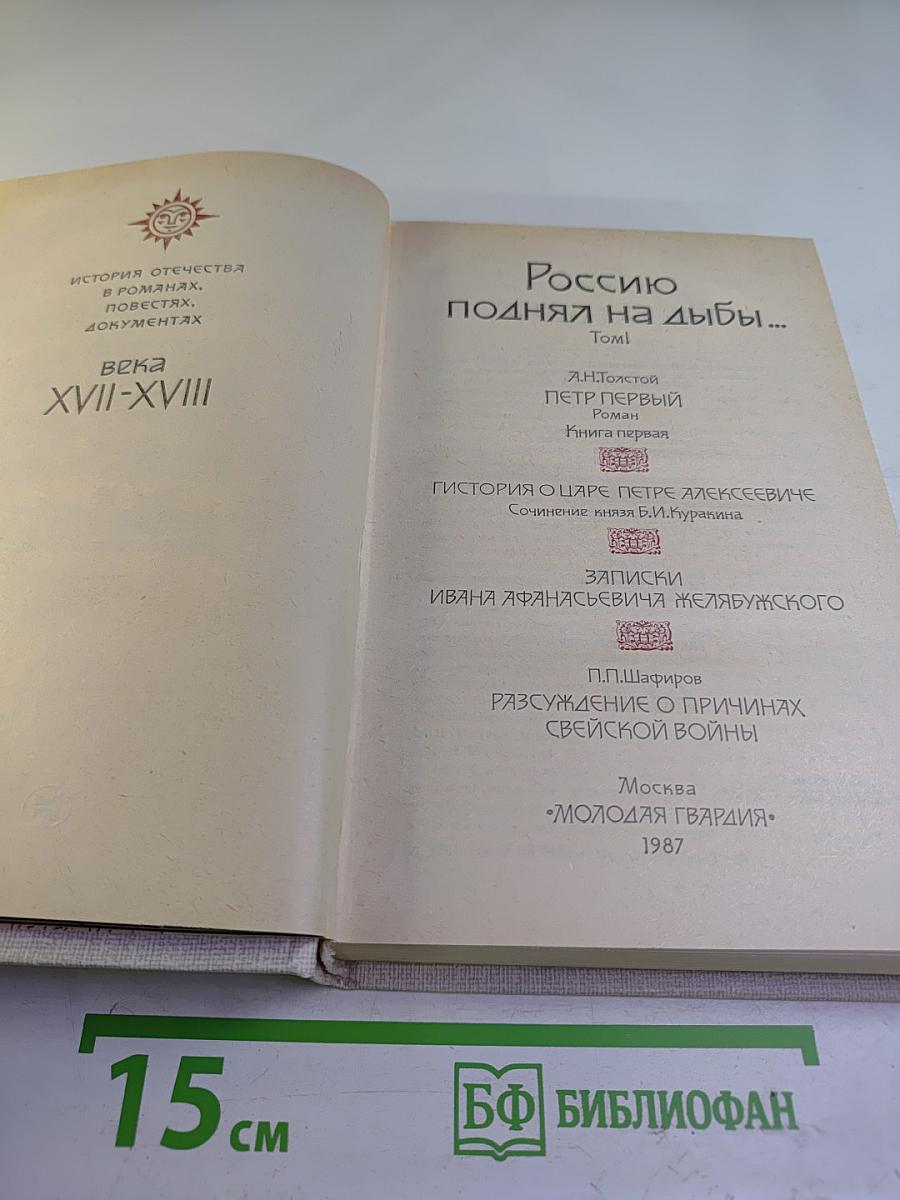 ИСТОРИЯ ОТЕЧЕСТВА
В РОМАНАХ,
ПОВЕСТЯХ,
ДОКУМЕНТАХ
века
XVII-XVIII
Россию
поднял на дыбы...
Том I
А.Н.Толстой
ПЕТР ПЕРВЫЙ
Роман
Книга первая
ГИСТОРИЯ О ЦАРЕ ПЕТРЕ АЛЕКСЕЕВИЧЕ
Сочинение князя Б.И.Куракина
ЗАПИСКИ
ИВАНА АФАНАСЬЕВИЧА ЖЕЛЯБУЖСКОГО
П.П.Шафиров
РАЗСУЖДЕНИЕ О ПРИЧИНАХ
СВЕЙСКОЙ ВОЙНЫ
Москва
«МОЛОДАЯ ГВАРДИЯ»
1987
15 см
БФ БИБЛИОФАН